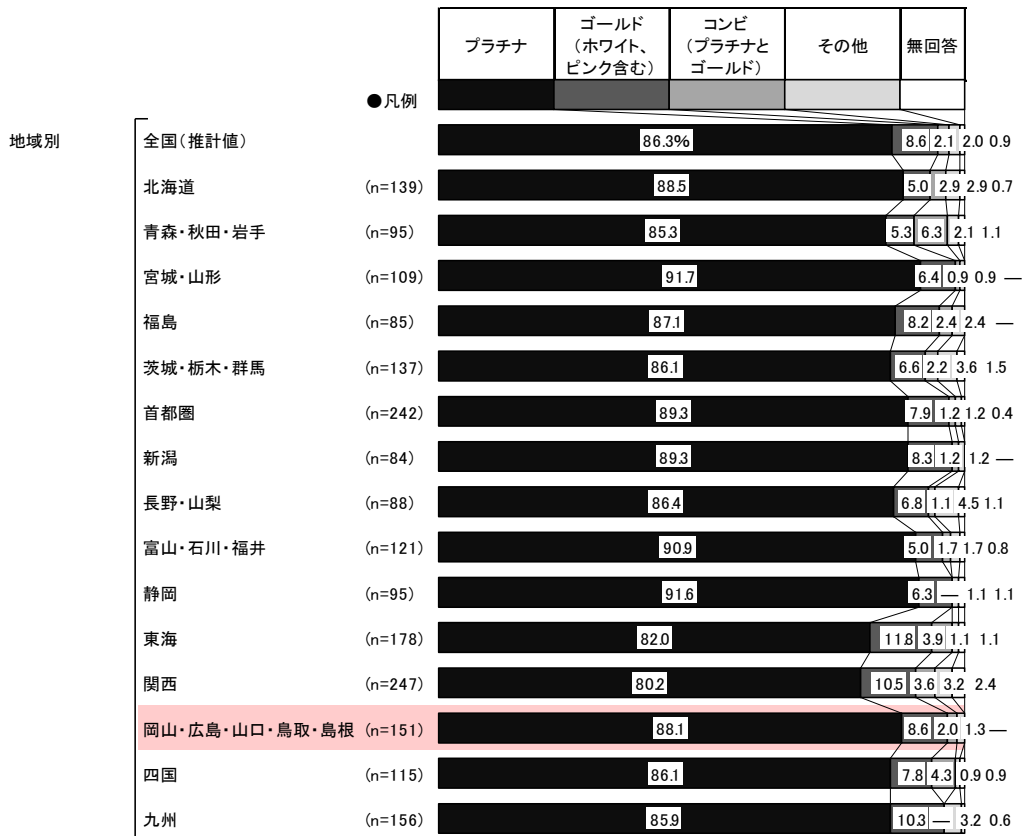 プラチナ
ゴールド
（ホワイト、
ピンク含む）
コンビ
（プラチナと
ゴールド）
その他
無回答
●凡例
地域別
全国（推計値） 86.3% 8.6 2.1 2.0 0.9
北海道 (n=139) 88.5 5.0 2.9 2.9 0.7
青森・秋田・岩手 (n=95) 85.3 5.3 6.3 2.1 1.1
宮城・山形 (n=109) 91.7 6.4 0.9 0.9 —
福島 (n=85) 87.1 8.2 2.4 2.4 —
茨城・栃木・群馬 (n=137) 86.1 6.6 2.2 3.6 1.5
首都圏 (n=242) 89.3 7.9 1.2 1.2 0.4
新潟 (n=84) 89.3 8.3 1.2 1.2 —
長野・山梨 (n=88) 86.4 6.8 1.1 4.5 1.1
富山・石川・福井 (n=121) 90.9 5.0 1.7 1.7 0.8
静岡 (n=95) 91.6 6.3 — 1.1 1.1
東海 (n=178) 82.0 11.8 3.9 1.1 1.1
関西 (n=247) 80.2 10.5 3.6 3.2 2.4
岡山・広島・山口・鳥取・島根 (n=151) 88.1 8.6 2.0 1.3 —
四国 (n=115) 86.1 7.8 4.3 0.9 0.9
九州 (n=156) 85.9 10.3 — 3.2 0.6